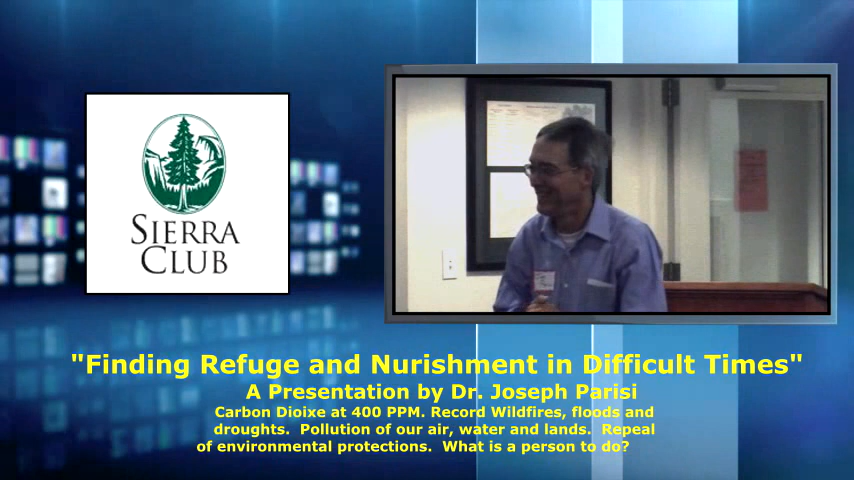 SIERRA
CLUB
"Finding Refuge and Nurishment in Difficult Times"
A Presentation by Dr. Joseph Parisi
Carbon Dioixe at 400 PPM. Record Wildfires, floods and
droughts.  Pollution of our air, water and lands.  Repeal
of environmental protections.  What is a person to do?